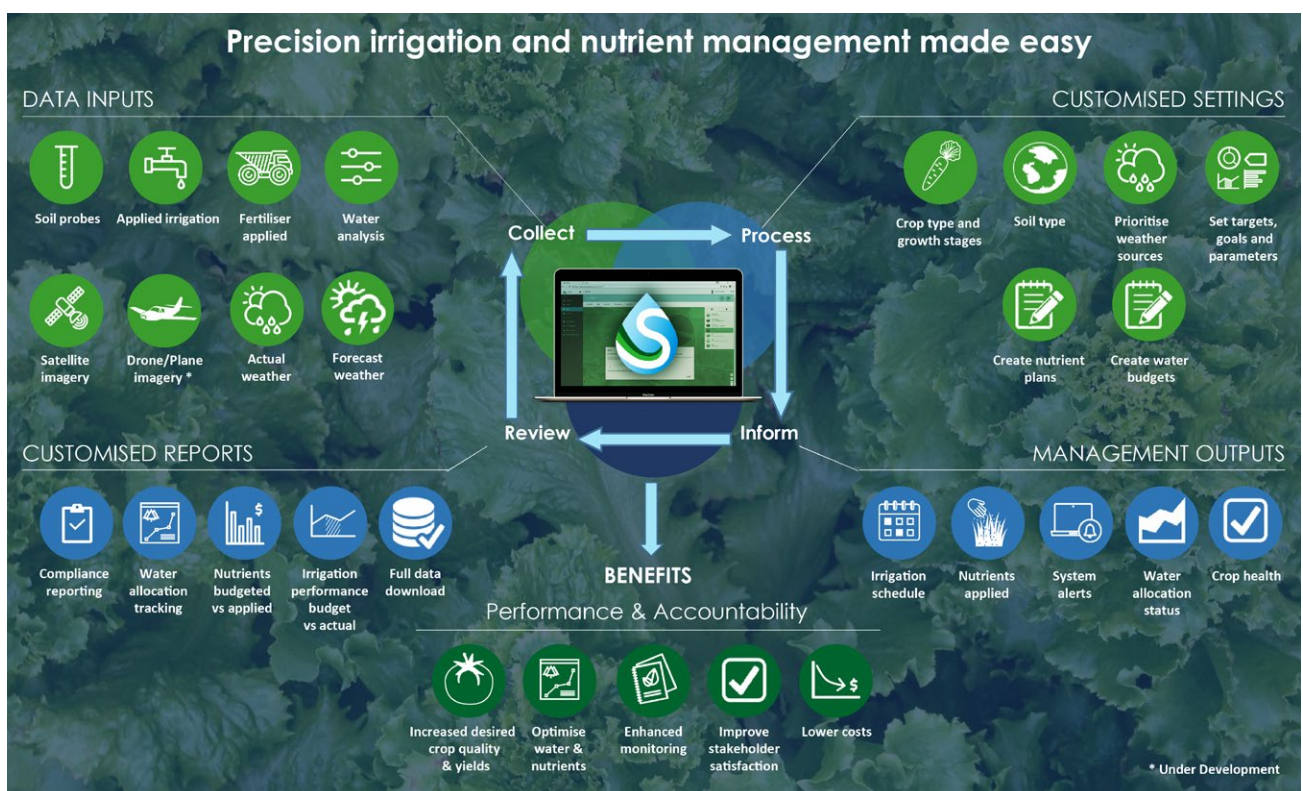 Precision irrigation and nutrient management made easy
DATA INPUTS
Soil probes
Applied irrigation
Fertiliser
applied
Water
analysis
Satellite
imagery
Drone/Plane
imagery *
Actual
weather
Forecast
weather
CUSTOMISED SETTINGS
Crop type and
growth stages
Soil type
Prioritise
weather
sources
Set targets,
goals and
parameters
Create nutrient
plans
Create water
budgets
Collect
Process
Review
Inform
CUSTOMISED REPORTS
Compliance
reporting
Water
allocation
tracking
Nutrients
budgeted
vs applied
Irrigation
performance
budget
vs actual
Full data
download
MANAGEMENT OUTPUTS
Irrigation
schedule
Nutrients
applied
System
alerts
Water
allocation
status
Crop health
BENEFITS
Performance & Accountability
Increased desired
crop quality
& yields
Optimise
water &
nutrients
Enhanced
monitoring
Improve
stakeholder
satisfaction
Lower costs
* Under Development